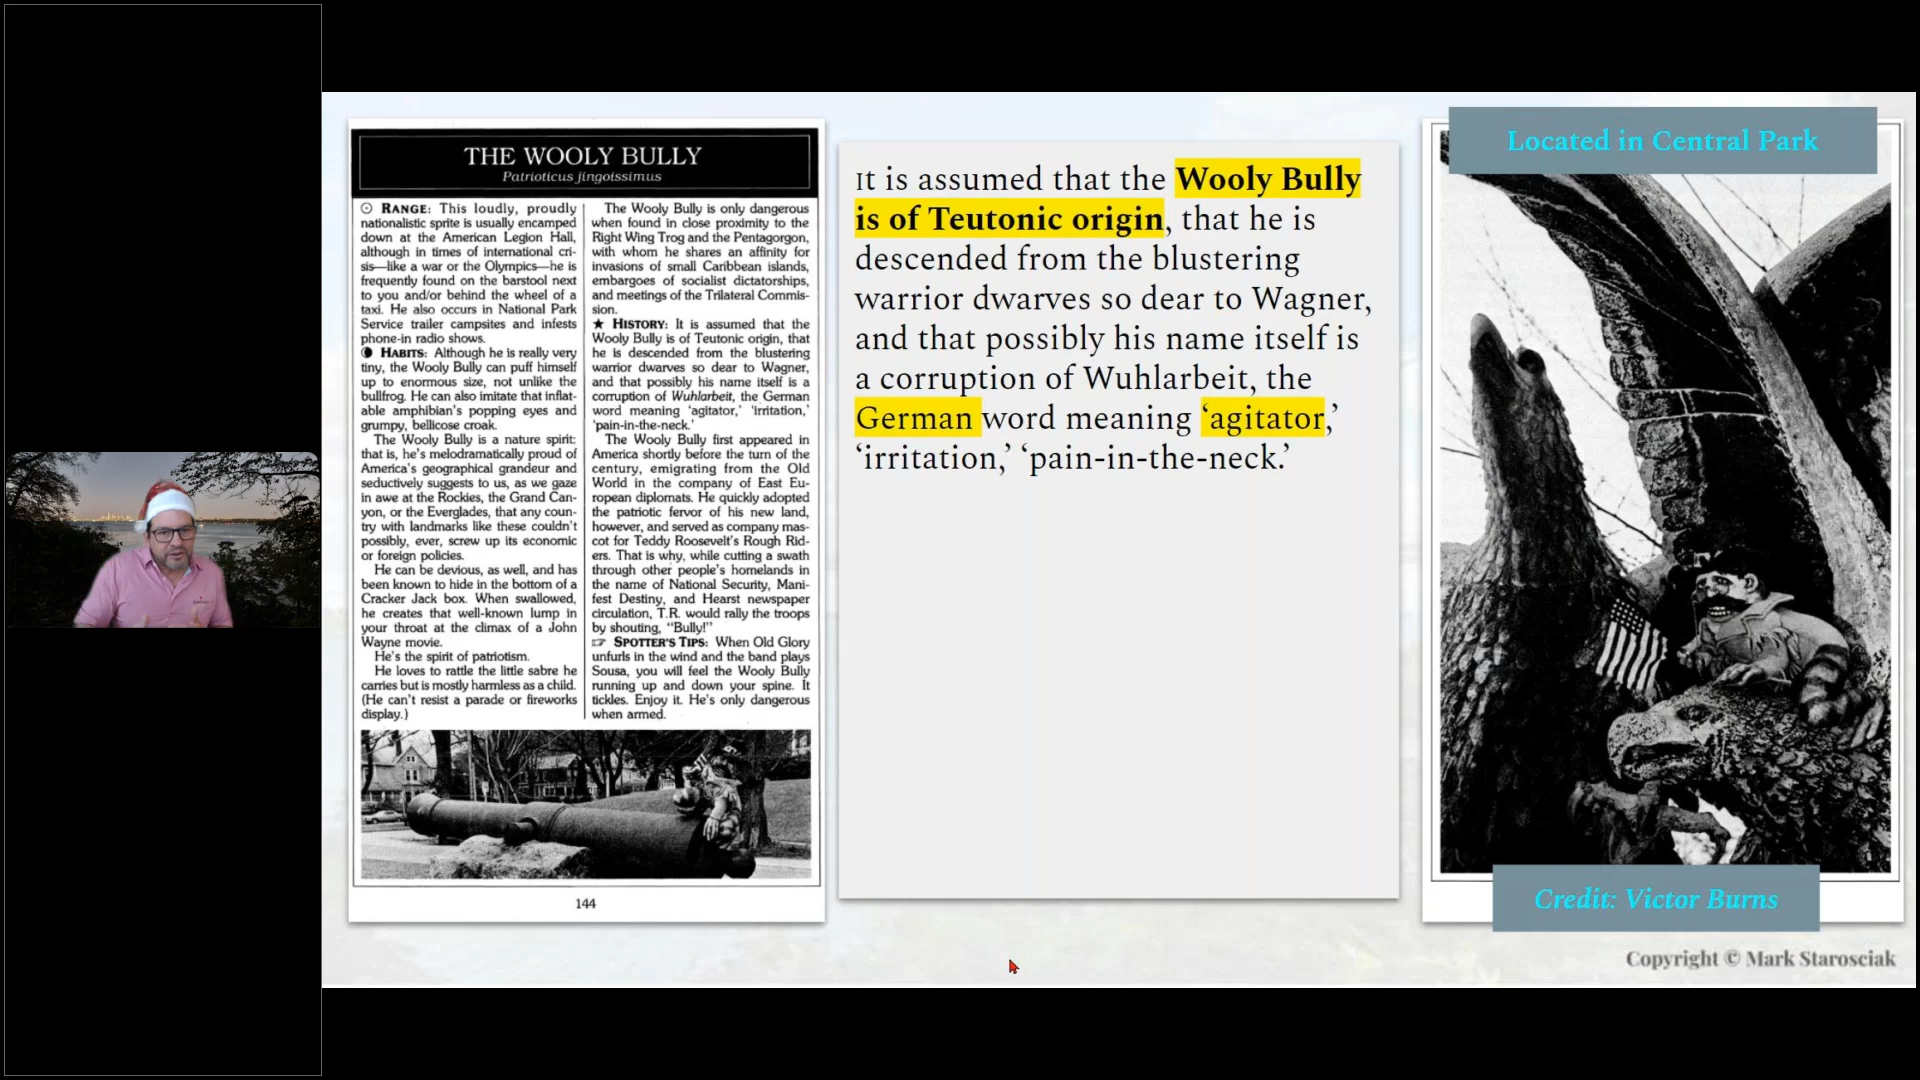 THE WOOLY BULLY
Patrioticus jingoissimus
☉ RANGE: This loudly, proudly
nationalistic sprite is usually encamped
down at the American Legion Hall,
although in times of international cri-
sis—like a war or the Olympics—he is
frequently found on the barstool next
to you and/or behind the wheel of a
taxi. He also occurs in National Park
Service trailer campsites and infests
phone-in radio shows.
HABITS: Although he is really very
tiny, the Wooly Bully can puff himself
up to enormous size, not unlike the
bullfrog. He can also imitate that inflat-
able amphibian's popping eyes and
grumpy, bellicose croak.
The Wooly Bully is a nature spirit:
that is, he's melodramatically proud of
America's geographical grandeur and
seductively suggests to us, as we gaze
in awe at the Rockies, the Grand Can-
yon, or the Everglades, that any coun-
try with landmarks like these couldn't
possibly, ever, screw up its economic
or foreign policies.
He can be devious, as well, and has
been known to hide in the bottom of a
Cracker Jack box. When swallowed,
he creates that well-known lump in
your throat at the climax of a John
Wayne movie.
He's the spirit of patriotism.
He loves to rattle the little sabre he
carries but is mostly harmless as a child.
(He can't resist a parade or fireworks
display.)
The Wooly Bully is only dangerous
when found in close proximity to the
Right Wing Trog and the Pentagorgon,
with whom he shares an affinity for
invasions of small Caribbean islands,
embargoes of socialist dictatorships,
and meetings of the Trilateral Commis-
sion.
★ HISTORY: It is assumed that the
Wooly Bully is of Teutonic origin, that
he is descended from the blustering
warrior dwarves so dear to Wagner,
and that possibly his name itself is a
corruption of Wuhlarbeit, the German
word meaning 'agitator,' 'irritation,'
'pain-in-the-neck.'
The Wooly Bully first appeared in
America shortly before the turn of the
century, emigrating from the Old
World in the company of East Eu-
ropean diplomats. He quickly adopted
the patriotic fervor of his new land,
however, and served as company mas-
cot for Teddy Roosevelt's Rough Rid-
ers. That is why, while cutting a swath
through other people's homelands in
the name of National Security, Mani-
fest Destiny, and Hearst newspaper
circulation, T.R. would rally the troops
by shouting, "Bully!"
☞ SPOTTER'S TIPS: When Old Glory
unfurls in the wind and the band plays
Sousa, you will feel the Wooly Bully
running up and down your spine. It
tickles. Enjoy it. He's only dangerous
when armed.
144
It is assumed that the Wooly Bully
is of Teutonic origin, that he is
descended from the blustering
warrior dwarves so dear to Wagner,
and that possibly his name itself is
a corruption of Wuhlarbeit, the
German word meaning ‘agitator,’
‘irritation,’ ‘pain-in-the-neck.’
Located in Central Park
Credit: Victor Burns
Copyright © Mark Starosciak